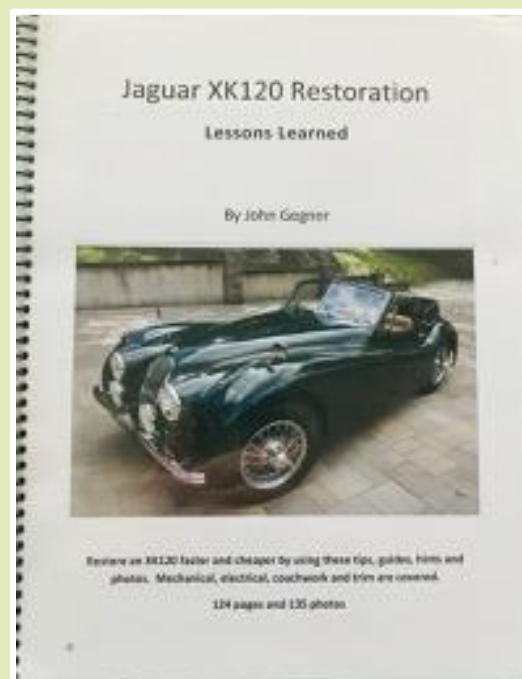 Jaguar XK120 Restoration
Lessons Learned
By John Gogner
Restore an XK120 faster and cheaper by using these tips, guides, hints and
photos. Mechanical, electrical, coachwork and trim are covered.
124 pages and 135 photos